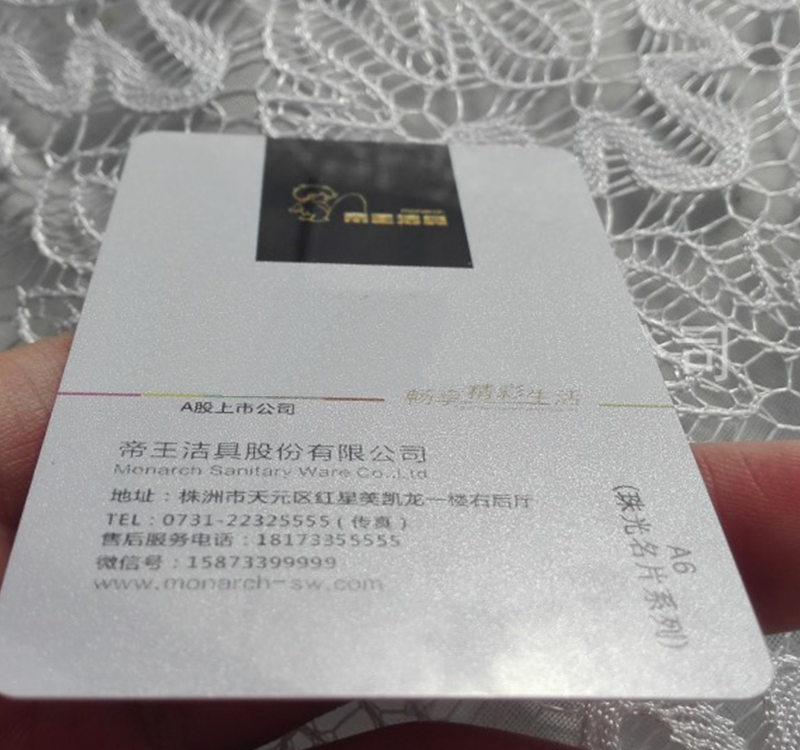 monarch
帝王洁具
畅享精彩生活
A股上市公司
帝王洁具股份有限公司
Monarch Sanitary Ware Co.,Ltd
地址：株洲市天元区红星美凯龙一楼右后厅
TEL：0731-22325555（传真）
售后服务电话：18173355555
微信号：15873399999
www.monarch-sw.com
A6
(珠光名片系列)
司